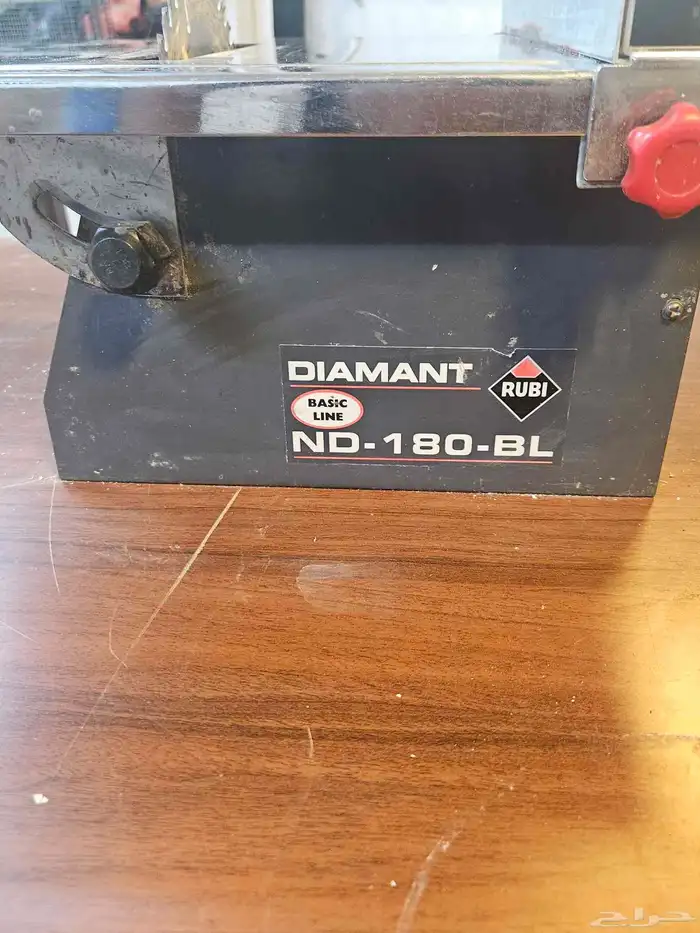 DIAMANT
RUBI
BASIC
LINE
ND-180-BL
حراج